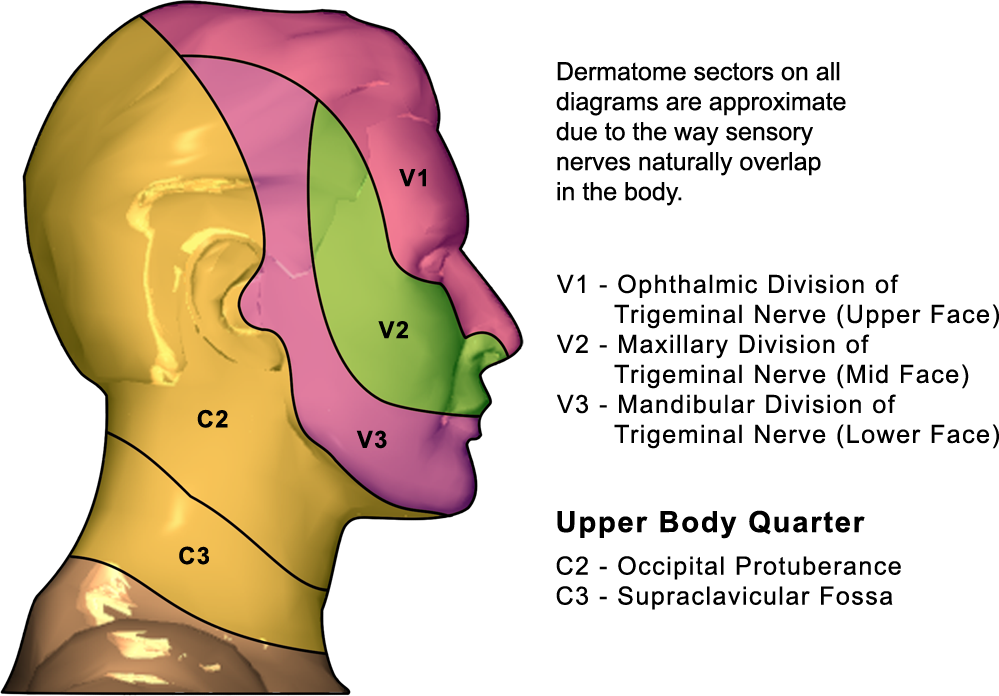 V1
V2
V3
C2
C3
Dermatome sectors on all
diagrams are approximate
due to the way sensory
nerves naturally overlap
in the body.
V1 - Ophthalmic Division of
Trigeminal Nerve (Upper Face)
V2 - Maxillary Division of
Trigeminal Nerve (Mid Face)
V3 - Mandibular Division of
Trigeminal Nerve (Lower Face)
Upper Body Quarter
C2 - Occipital Protuberance
C3 - Supraclavicular Fossa